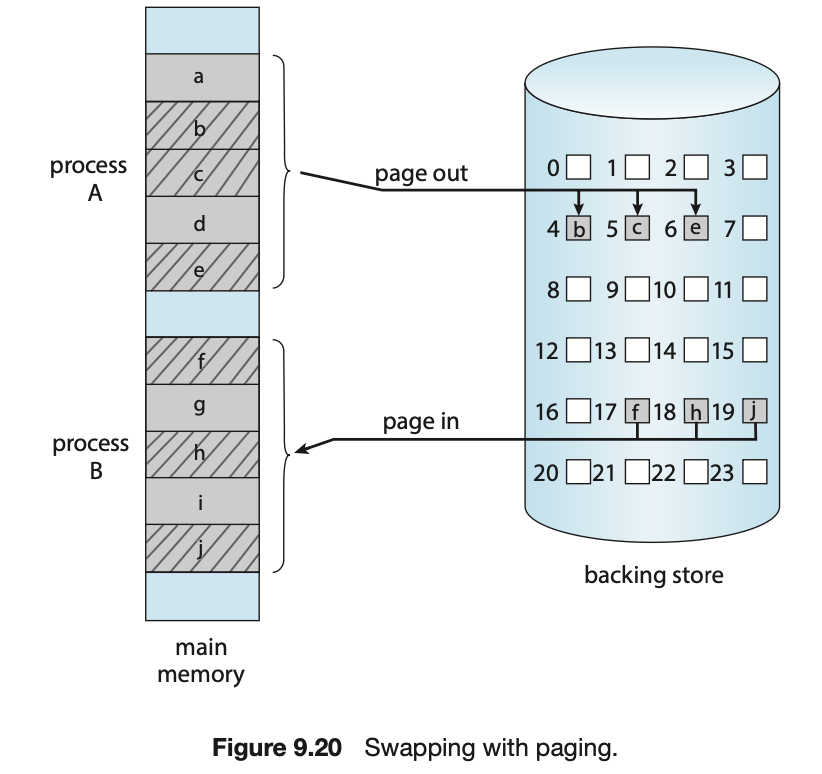 a
b
process
A
c
d
e
page out
0 1 2 3
4 b 5 c 6 e 7
8 9 10 11
12 13 14 15
f
g
process
B
h
i
j
page in
16 17 f 18 h 19 j
20 21 22 23
backing store
main
memory
Figure 9.20 Swapping with paging.